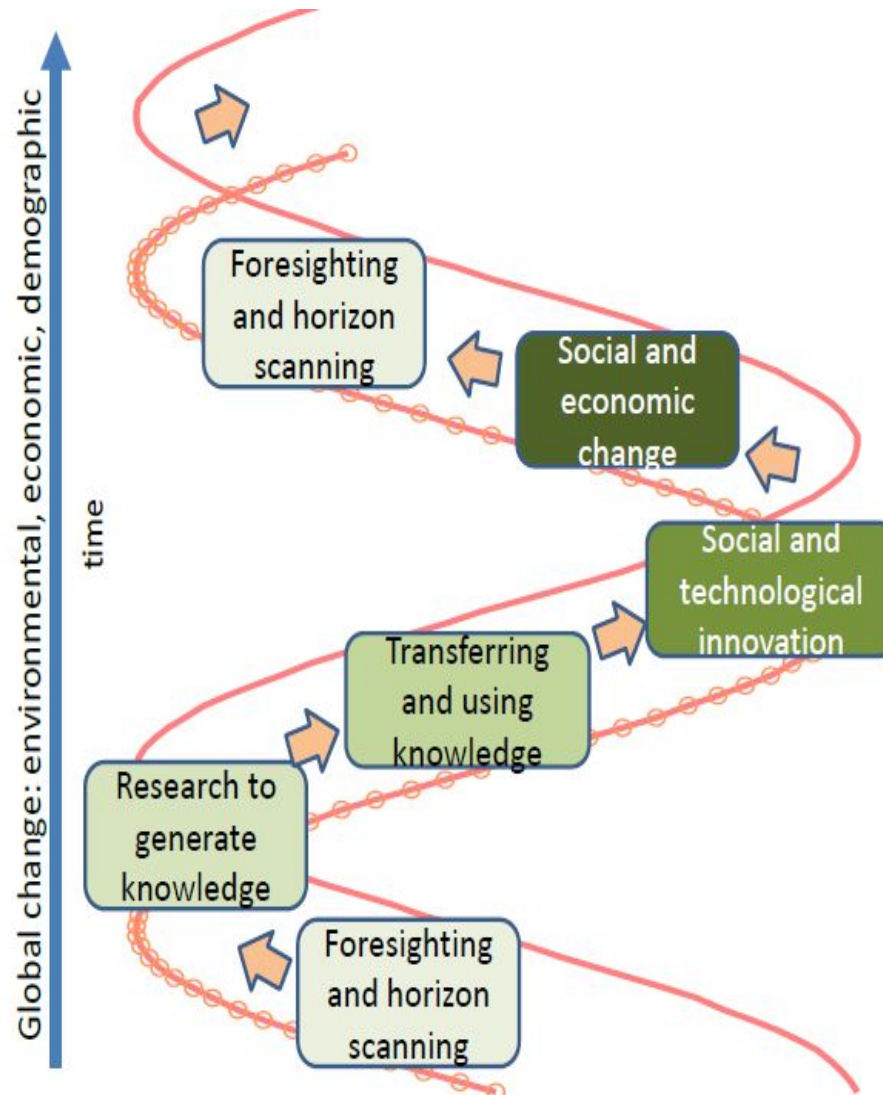 Global change: environmental, economic, demographic
time
Foresighting
and horizon
scanning
Social and
economic
change
Social and
technological
innovation
Transferring
and using
knowledge
Research to
generate
knowledge
Foresighting
and horizon
scanning